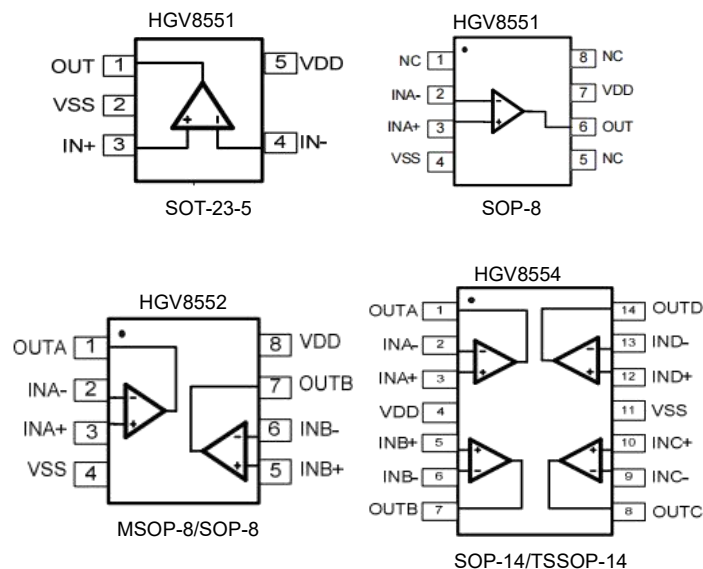 HGV8551
OUT 1
VSS 2
IN+ 3
5 VDD
4 IN-
+ -
SOT-23-5
HGV8551
NC 1
INA- 2
INA+ 3
VSS 4
8 NC
7 VDD
6 OUT
5 NC
-
+
SOP-8
HGV8552
OUTA 1
INA- 2
INA+ 3
VSS 4
8 VDD
7 OUTB
6 INB-
5 INB+
-
+
-
+
MSOP-8/SOP-8
HGV8554
OUTA 1
INA- 2
INA+ 3
VDD 4
INB+ 5
INB- 6
OUTB 7
14 OUTD
13 IND-
12 IND+
11 VSS
10 INC+
9 INC-
8 OUTC
-
+
-
+
+
-
+
-
SOP-14/TSSOP-14